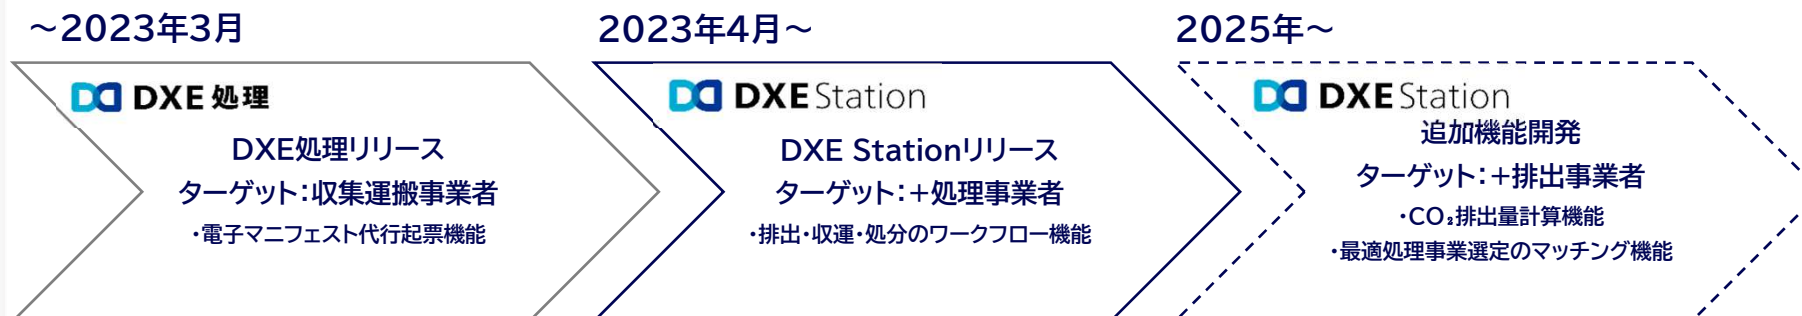 ～2023年3月
DXE 処理
DXE処理リリース
ターゲット：収集運搬事業者
・電子マニフェスト代行起票機能
2023年4月～
DXE Station
DXE Stationリリース
ターゲット：＋処理事業者
・排出・収運・処分のワークフロー機能
2025年～
DXE Station
追加機能開発
ターゲット：＋排出事業者
・CO₂排出量計算機能
・最適処理事業選定のマッチング機能